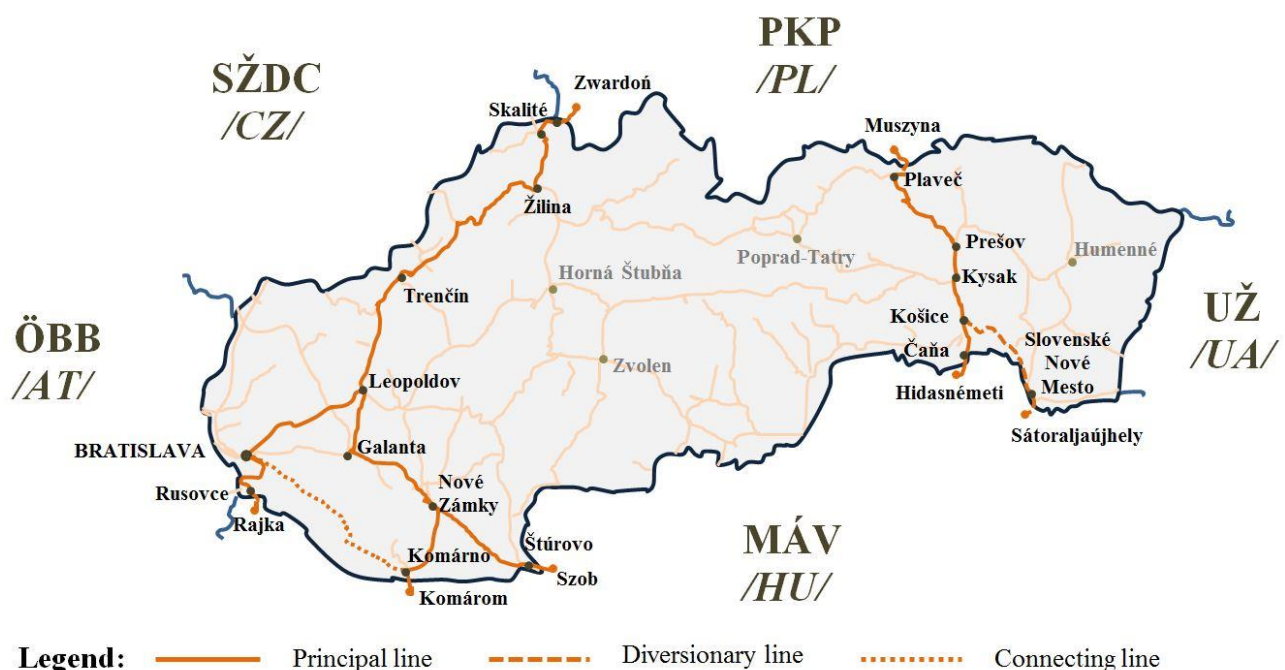 PKP
/PL/
SŽDC
/CZ/
Zwardoń
Skalité
Muszyna
Plaveč
Žilina
Prešov
Poprad-Tatry
Humenné
Kysak
Horná Štubňa
Trenčín
UŽ
/UA/
Košice
ÖBB
/AT/
Slovenské
Nové
Mesto
Čaňa
Zvolen
Leopoldov
Hidasnémeti
Sátoraljaújhely
BRATISLAVA
Galanta
Nové
Zámky
Rusovce
Rajka
MÁV
/HU/
Štúrovo
Komárno
Szob
Komárom
Legend:
Principal line
Diversionary line
Connecting line